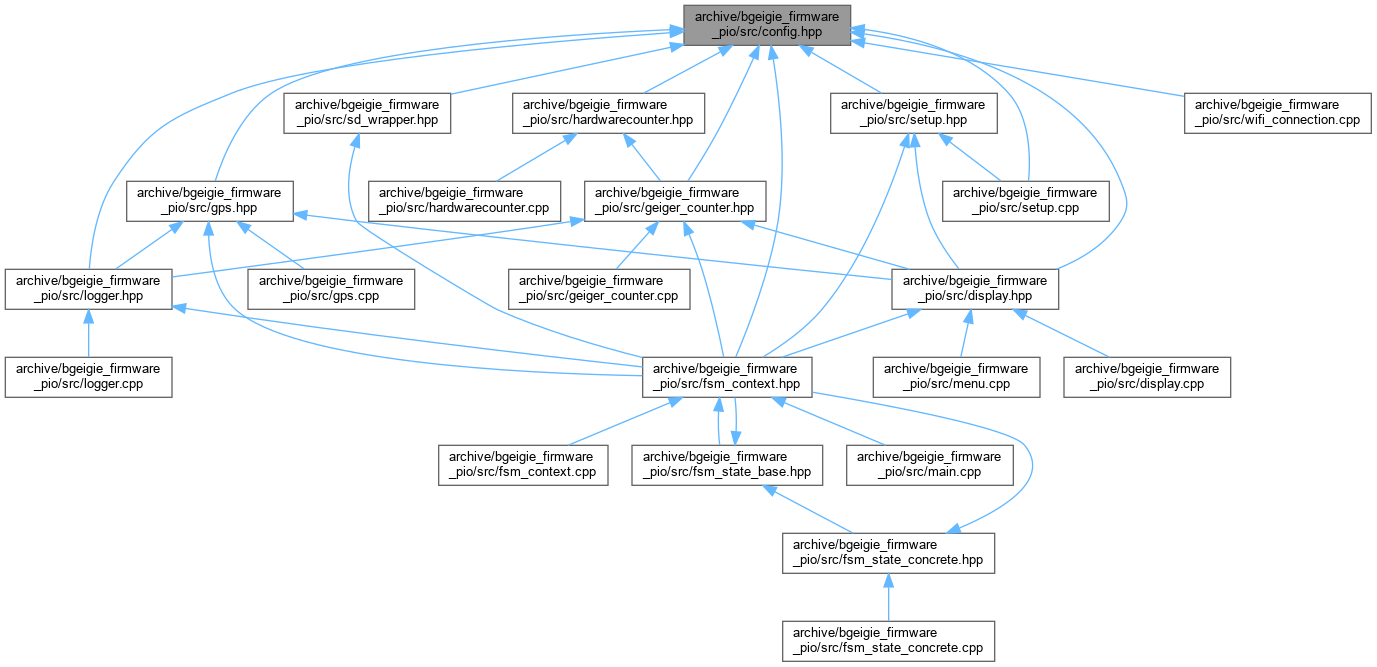 archive/bgeigie_firmware
_pio/src/config.hpp
archive/bgeigie_firmware
_pio/src/sd_wrapper.hpp
archive/bgeigie_firmware
_pio/src/hardwarecounter.hpp
archive/bgeigie_firmware
_pio/src/setup.hpp
archive/bgeigie_firmware
_pio/src/wifi_connection.cpp
archive/bgeigie_firmware
_pio/src/gps.hpp
archive/bgeigie_firmware
_pio/src/hardwarecounter.cpp
archive/bgeigie_firmware
_pio/src/geiger_counter.hpp
archive/bgeigie_firmware
_pio/src/setup.cpp
archive/bgeigie_firmware
_pio/src/logger.hpp
archive/bgeigie_firmware
_pio/src/gps.cpp
archive/bgeigie_firmware
_pio/src/geiger_counter.cpp
archive/bgeigie_firmware
_pio/src/display.hpp
archive/bgeigie_firmware
_pio/src/logger.cpp
archive/bgeigie_firmware
_pio/src/fsm_context.hpp
archive/bgeigie_firmware
_pio/src/menu.cpp
archive/bgeigie_firmware
_pio/src/display.cpp
archive/bgeigie_firmware
_pio/src/fsm_context.cpp
archive/bgeigie_firmware
_pio/src/fsm_state_base.hpp
archive/bgeigie_firmware
_pio/src/main.cpp
archive/bgeigie_firmware
_pio/src/fsm_state_concrete.hpp
archive/bgeigie_firmware
_pio/src/fsm_state_concrete.cpp